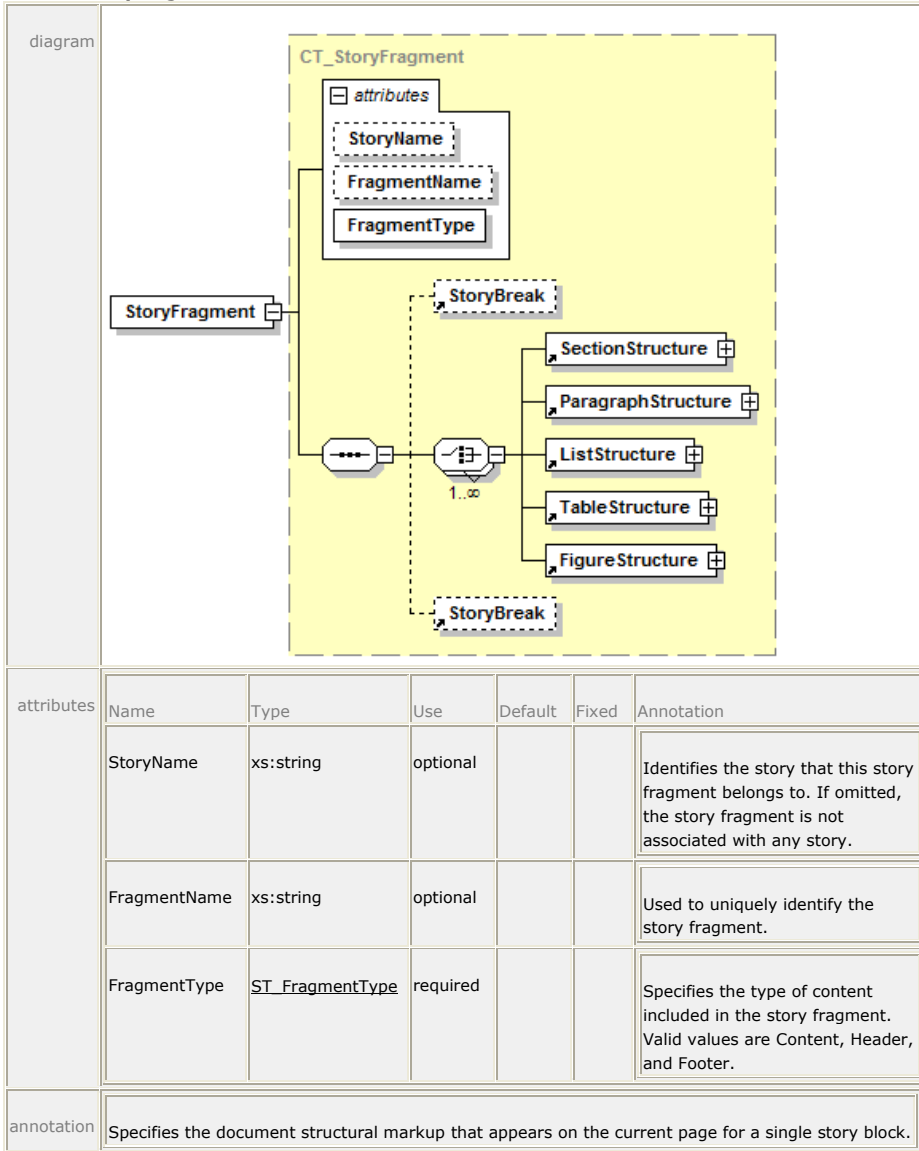 diagram
CT_StoryFragment
attributes
StoryName
FragmentName
FragmentType
StoryFragment
StoryBreak
SectionStructure
ParagraphStructure
ListStructure
1..∞
TableStructure
FigureStructure
StoryBreak
attributes
Name Type Use Default Fixed Annotation
StoryName xs:string optional
Identifies the story that this story
fragment belongs to. If omitted,
the story fragment is not
associated with any story.
FragmentName xs:string optional
Used to uniquely identify the
story fragment.
FragmentType ST_FragmentType required
Specifies the type of content
included in the story fragment.
Valid values are Content, Header,
and Footer.
annotation
Specifies the document structural markup that appears on the current page for a single story block.